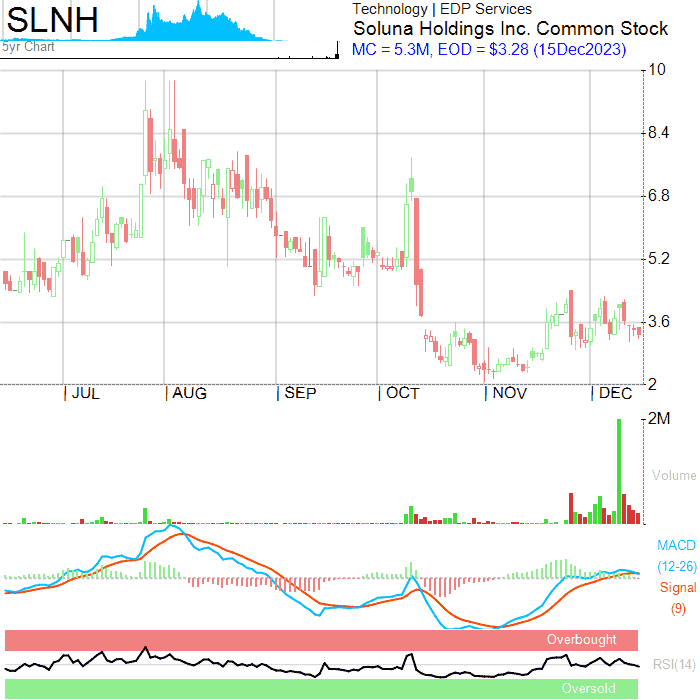 SLNH
5yr Chart
Technology | EDP Services
Soluna Holdings Inc. Common Stock
MC = 5.3M, EOD = $3.28 (15Dec2023)
10
8.4
6.8
5.2
3.6
2
| JUL | AUG | SEP | OCT | NOV | DEC
2M
Volume
MACD
(12-26)
Signal
(9)
Overbought
RSI(14)
Oversold